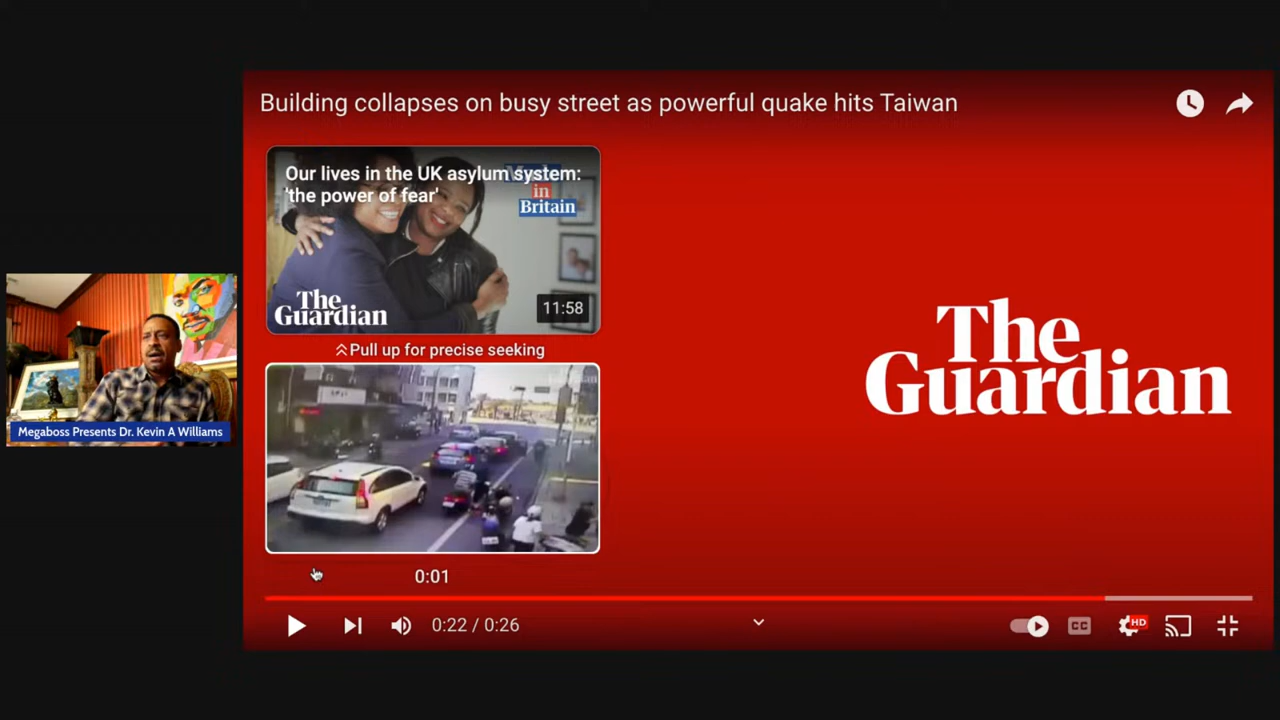 Building collapses on busy street as powerful quake hits Taiwan
Our lives in the UK asylum system:
'the power of fear'
in
Britain
The
Guardian
11:58
Pull up for precise seeking
0:01
The
Guardian
Megaboss Presents Dr. Kevin A Williams
0:22 / 0:26
CC
HD